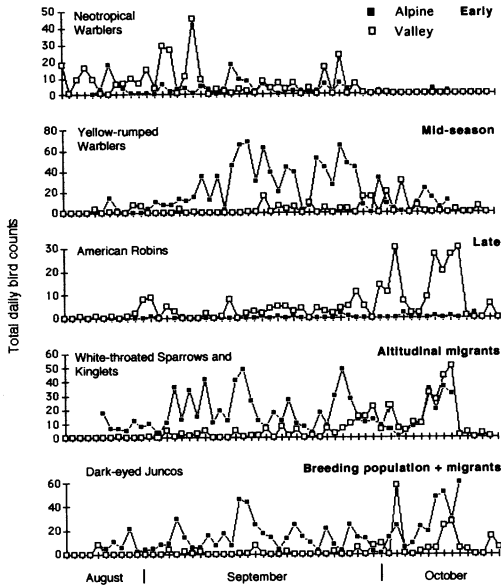 Total daily bird counts
50
40
30
20
10
0
Neotropical
Warblers
Alpine
Valley
Early
80
60
40
20
0
Yellow-rumped
Warblers
Mid-season
30
20
10
0
American Robins
Late
60
50
40
30
20
10
0
White-throated Sparrows and
Kinglets
Altitudinal migrants
60
40
20
0
Dark-eyed Juncos
Breeding population + migrants
August
September
October